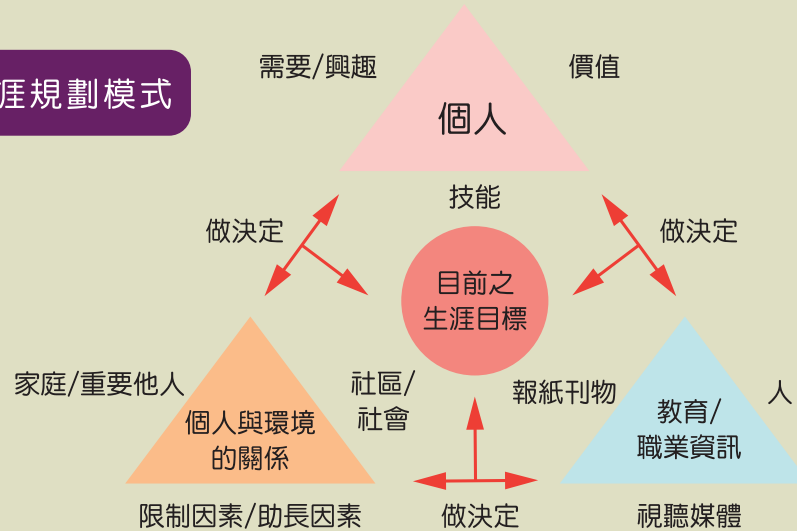 涯規劃模式
需要/興趣
價值
個人
技能
做決定
做決定
目前之
生涯目標
家庭/重要他人
社區/
社會
報紙刊物
人
個人與環境
的關係
教育/
職業資訊
限制因素/助長因素
做決定
視聽媒體